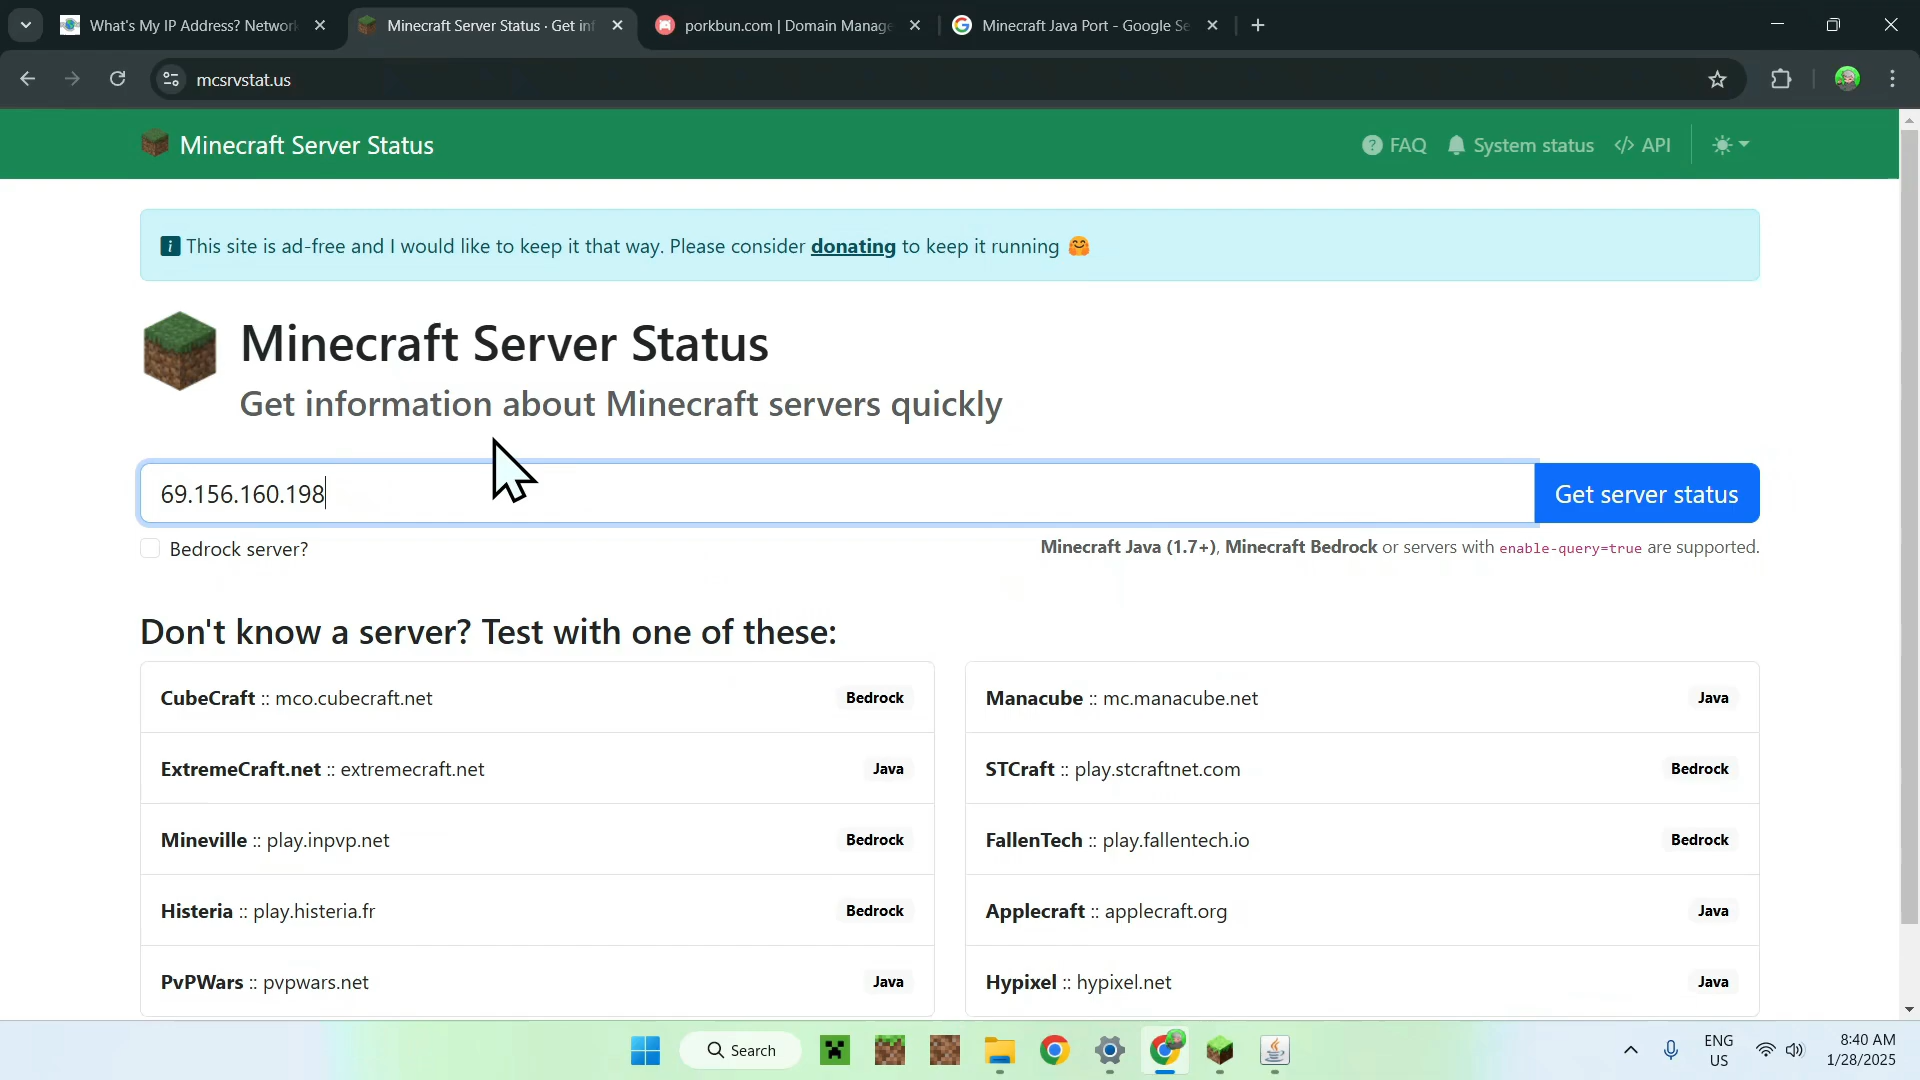 What's My IP Address? Network
Minecraft Server Status · Get inf
porkbun.com | Domain Manage
Minecraft Java Port - Google Se
mcsrvstat.us
Minecraft Server Status
FAQ
System status
</> API
This site is ad-free and I would like to keep it that way. Please consider donating to keep it running 🤗
Minecraft Server Status
Get information about Minecraft servers quickly
69.156.160.198
Get server status
Bedrock server?
Minecraft Java (1.7+), Minecraft Bedrock or servers with enable-query=true are supported.
Don't know a server? Test with one of these:
CubeCraft :: mco.cubecraft.net Bedrock
Manacube :: mc.manacube.net Java
ExtremeCraft.net :: extremecraft.net Java
STCraft :: play.stcraftnet.com Bedrock
Mineville :: play.inpvp.net Bedrock
FallenTech :: play.fallentech.io Bedrock
Histeria :: play.histeria.fr Bedrock
Applecraft :: applecraft.org Java
PvPWars :: pvpwars.net Java
Hypixel :: hypixel.net Java
Search
ENG
US
8:40 AM
1/28/2025